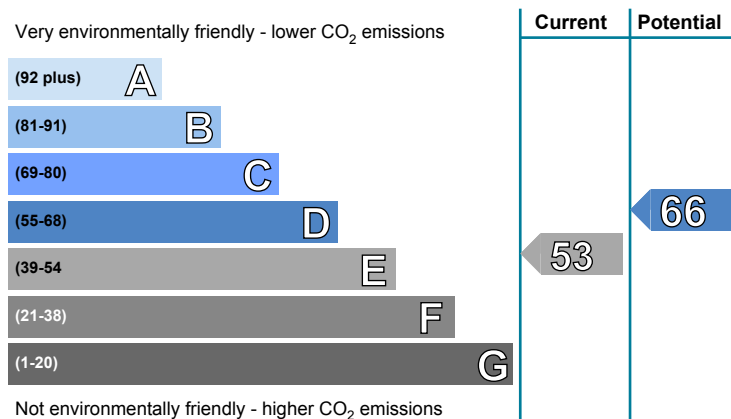 Very environmentally friendly - lower CO₂ emissions
Current
Potential
(92 plus) A
(81-91) B
(69-80) C
(55-68) D
(39-54 E
(21-38) F
(1-20) G
53
66
Not environmentally friendly - higher CO₂ emissions